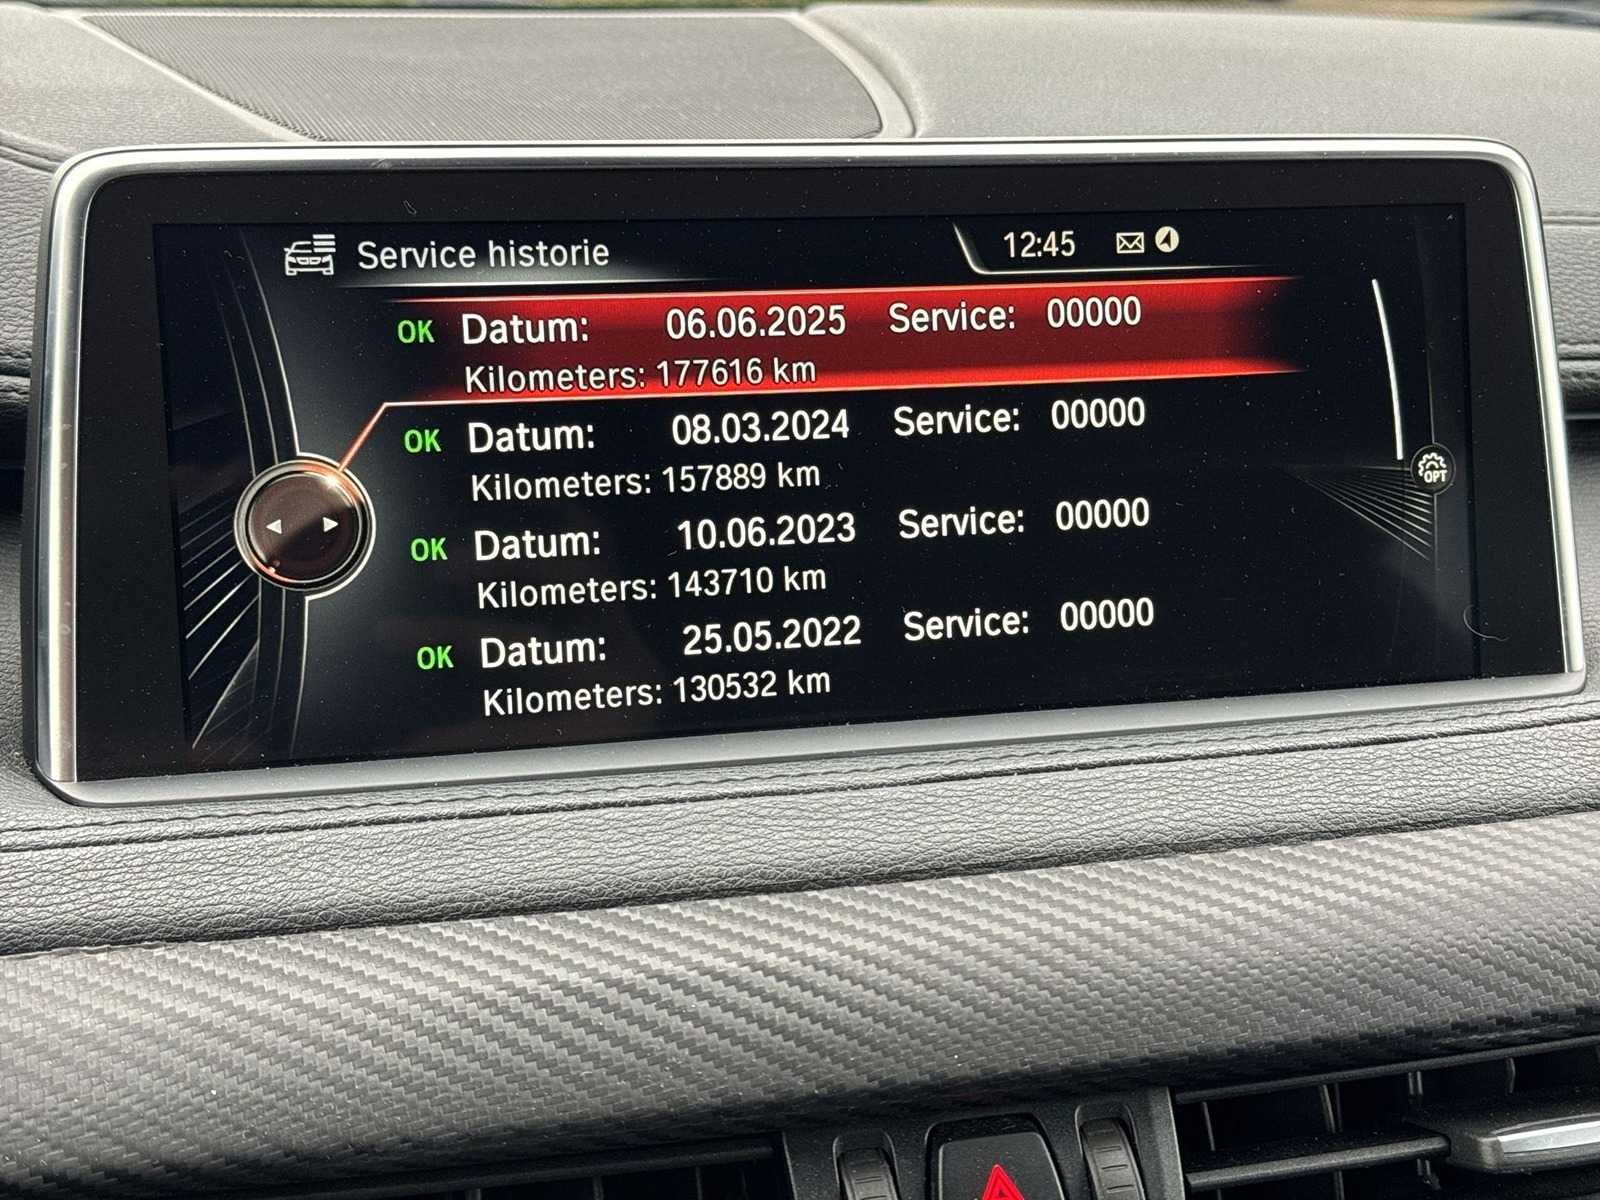 Service historie
12:45
OK Datum: 06.06.2025 Service: 00000
Kilometers: 177616 km
OK Datum: 08.03.2024 Service: 00000
Kilometers: 157889 km
OK Datum: 10.06.2023 Service: 00000
Kilometers: 143710 km
OK Datum: 25.05.2022 Service: 00000
Kilometers: 130532 km
OPT